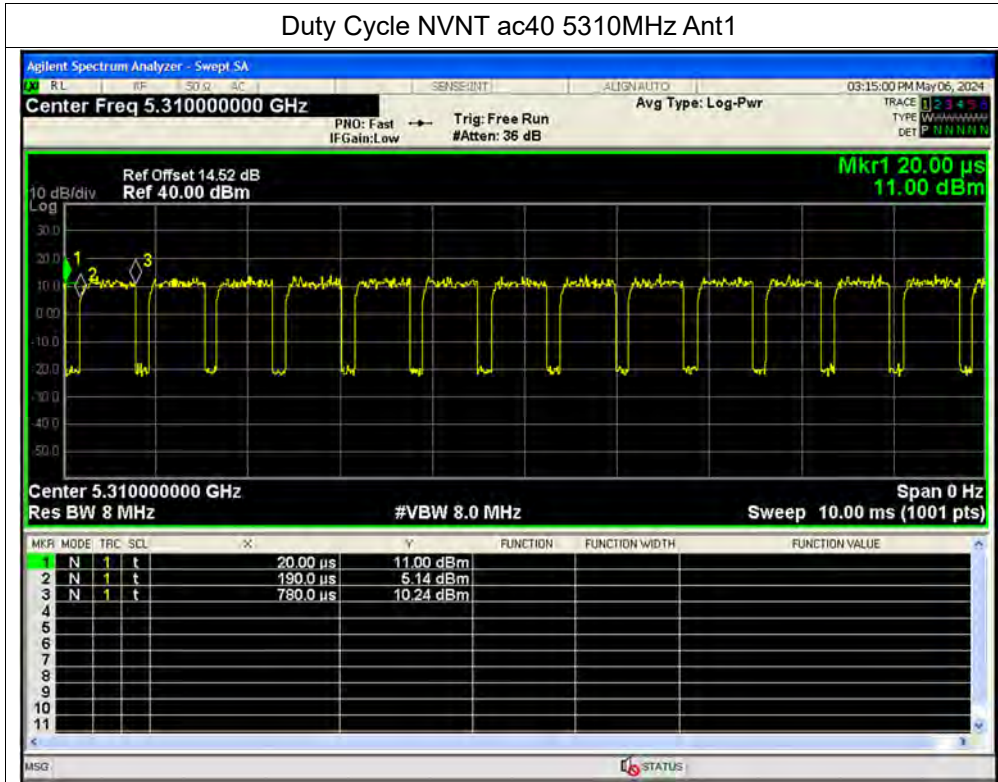 Duty Cycle NVNT ac40 5310MHz Ant1
Agilent Spectrum Analyzer - Swept SA
RL RF 50 Ω AC SENSE:INT ALIGN AUTO 03:15:00 PM May 06, 2024
Center Freq 5.310000000 GHz Avg Type: Log-Pwr TRACE 1 2 3 4 5 6
PNO: Fast Trig: Free Run TYPE W
IFGain:Low #Atten: 36 dB DET P N N N N N
Mkr1 20.00 µs
Ref Offset 14.52 dB
10 dB/div Ref 40.00 dBm 11.00 dBm
Log
30.0
20.0
10.0
0.00
-10.0
-20.0
-30.0
-40.0
-50.0
1
2
3
Center 5.310000000 GHz Span 0 Hz
Res BW 8 MHz #VBW 8.0 MHz Sweep 10.00 ms (1001 pts)
MKR MODE TRC SCL X Y FUNCTION FUNCTION WIDTH FUNCTION VALUE
1 N 1 t 20.00 µs 11.00 dBm
2 N 1 t 190.0 µs 5.14 dBm
3 N 1 t 780.0 µs 10.24 dBm
4
5
6
7
8
9
10
11
MSG STATUS